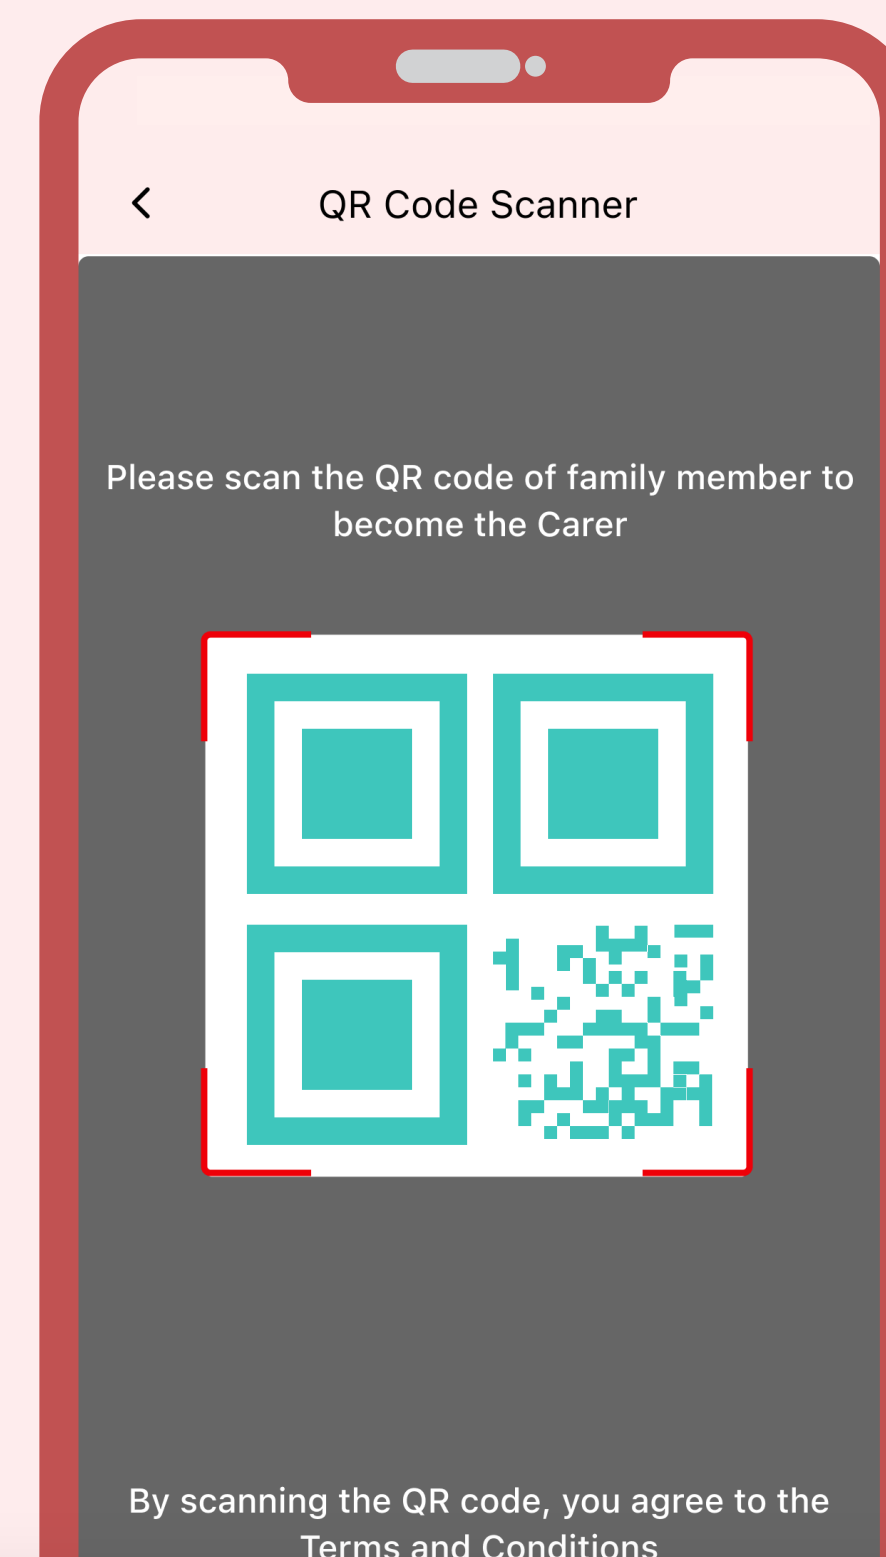 QR Code Scanner
Please scan the QR code of family member to
become the Carer
By scanning the QR code, you agree to the
Terms and Conditions